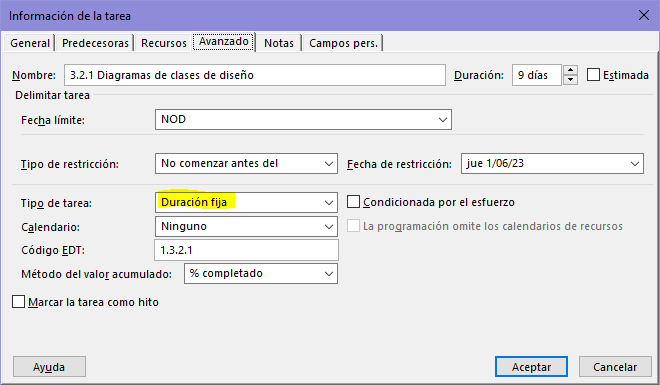 Información de la tarea
General Predecesoras Recursos Avanzado Notas Campos pers.
Nombre: 3.2.1 Diagramas de clases de diseño Duración: 9 días Estimada
Delimitar tarea
Fecha límite: NOD
Tipo de restricción: No comenzar antes del Fecha de restricción: jue 1/06/23
Tipo de tarea: Duración fija Condicionada por el esfuerzo
Calendario: Ninguno La programación omite los calendarios de recursos
Código EDT: 1.3.2.1
Método del valor acumulado: % completado
Marcar la tarea como hito
Ayuda Aceptar Cancelar